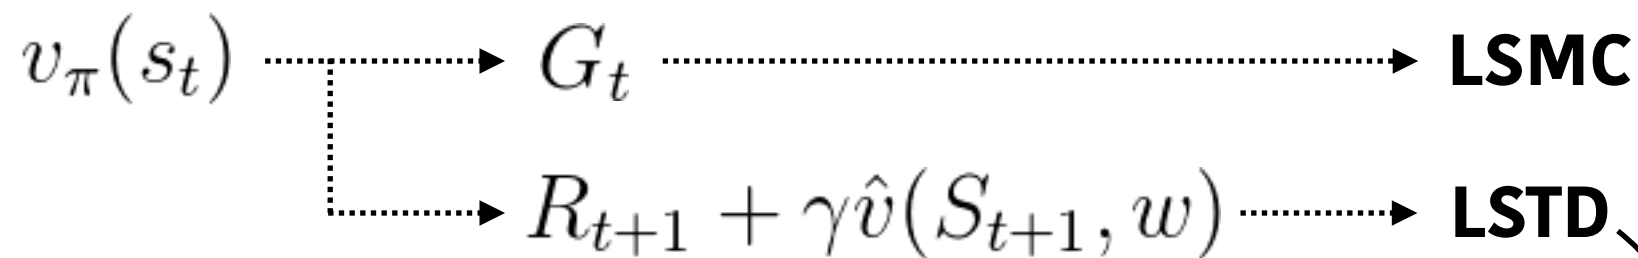 v_π(s_t) G_t LSMC
R_{t+1} + γv̂(S_{t+1}, w) LSTD